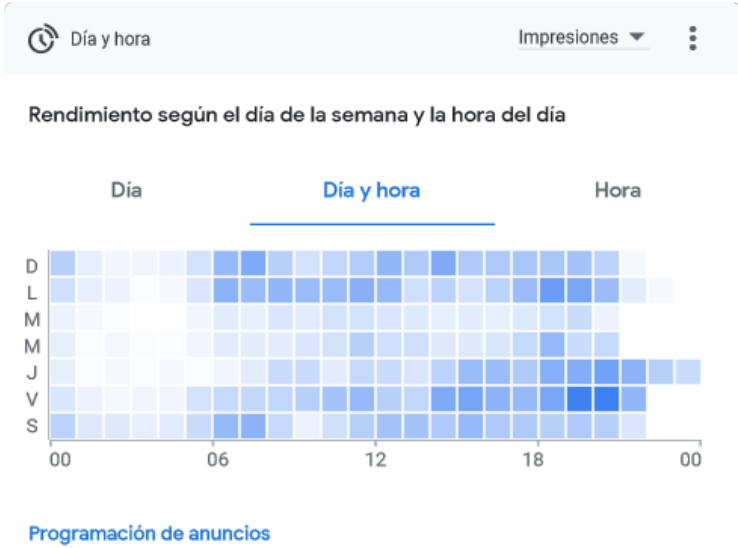 Día y hora
Impresiones
Rendimiento según el día de la semana y la hora del día
Día
Día y hora
Hora
D
L
M
M
J
V
S
00 06 12 18 00
Programación de anuncios